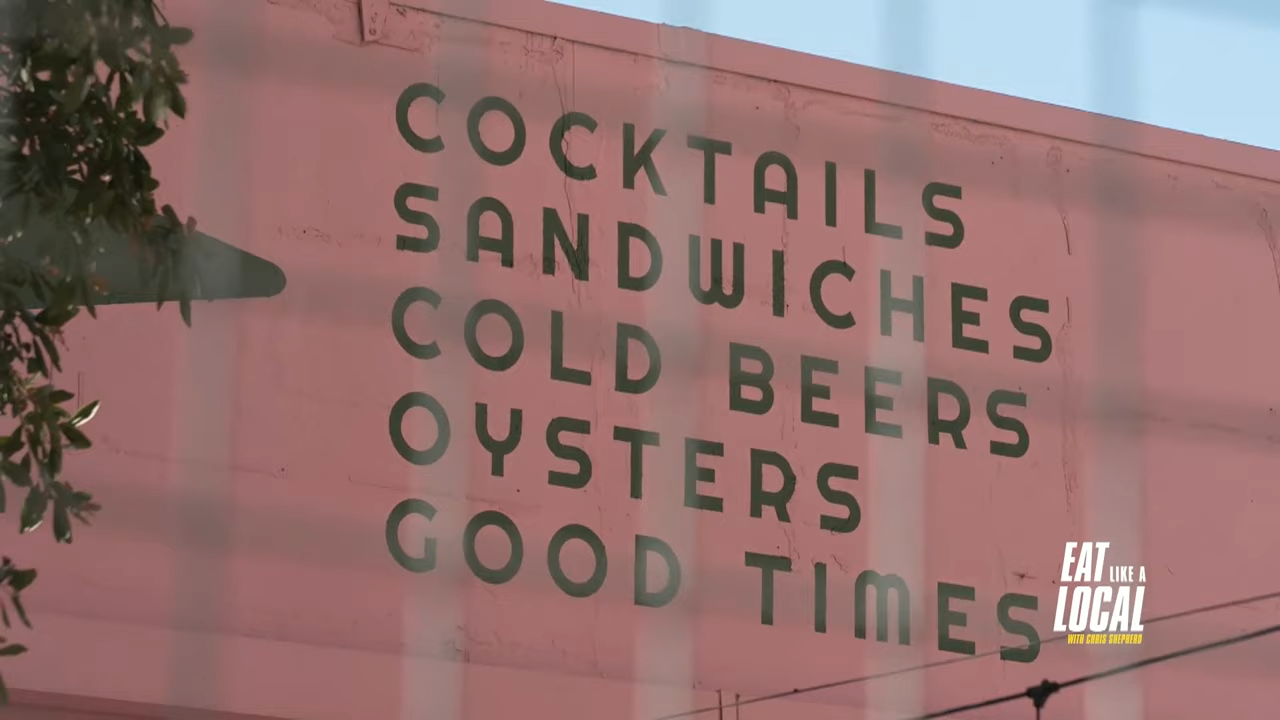 COCKTAILS
SANDWICHES
COLD BEERS
OYSTERS
GOOD TIMES
EAT LIKE A
LOCAL
WITH CHRIS SHEPHERD